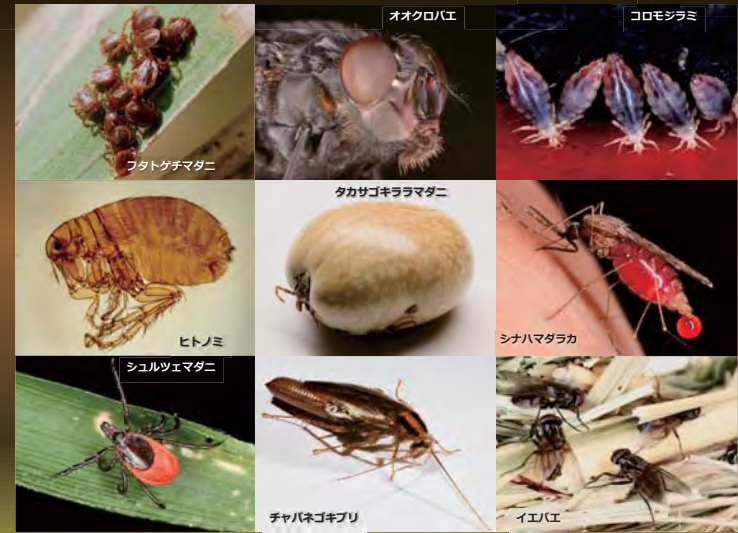 オオクロバエ
コロモジラミ
フタトゲチマダニ
タカサゴキララマダニ
ヒトノミ
シナハマダラカ
シュルツェマダニ
チャバネゴキブリ
イエバエ